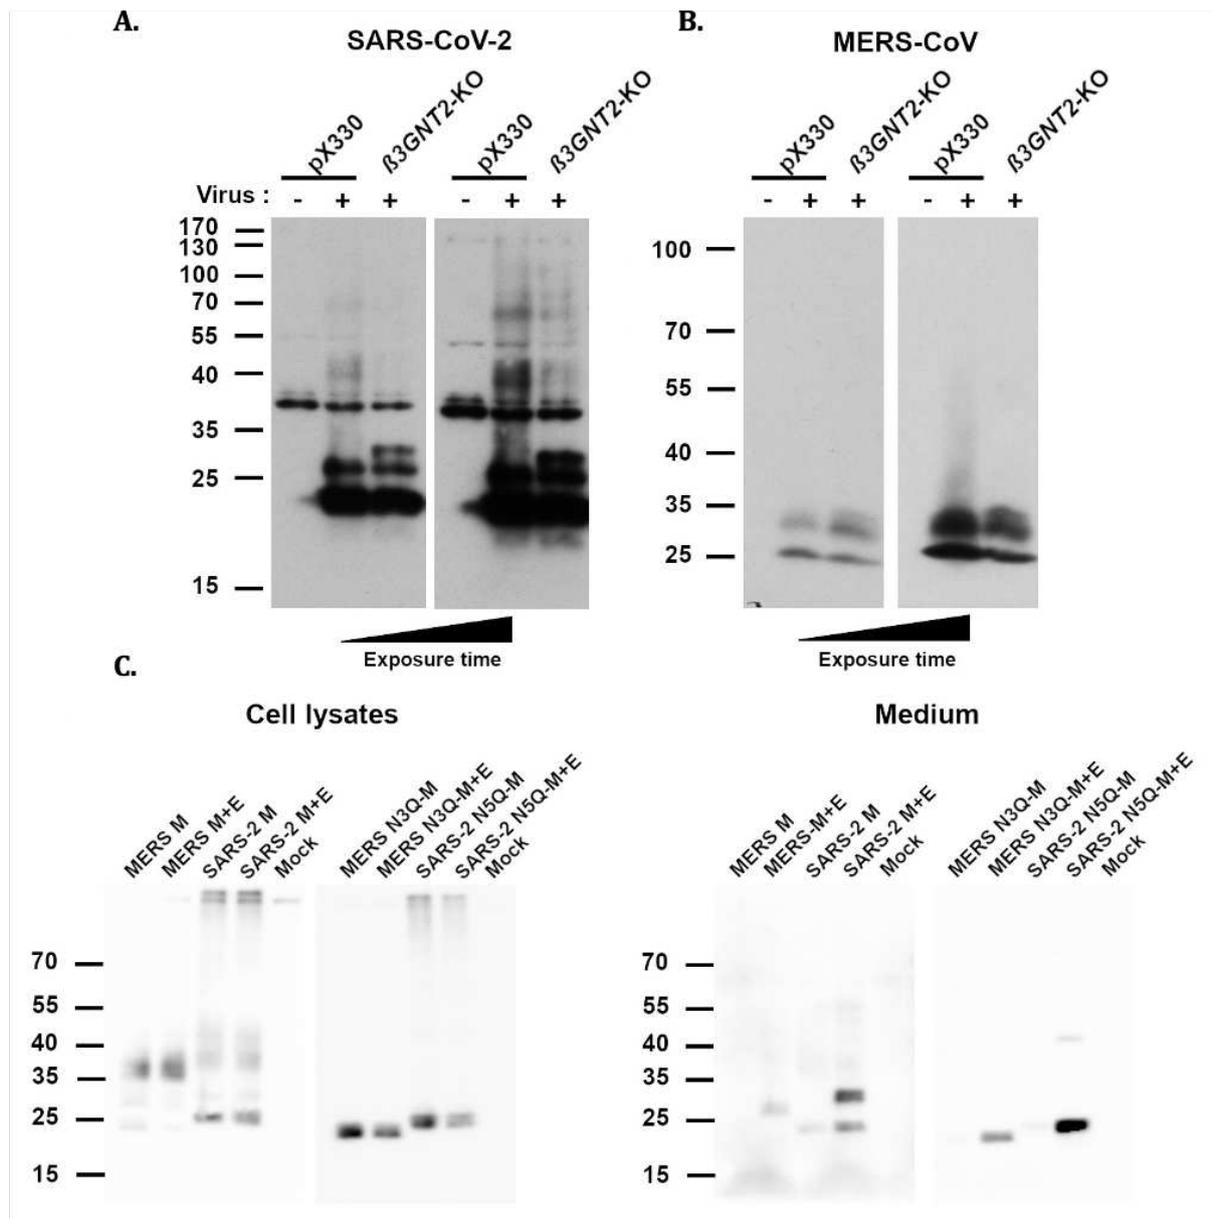 A.
SARS-CoV-2
pX330
ß3GNT2-KO
pX330
ß3GNT2-KO
Virus :
- + +
- + +
170
130
100
70
55
40
35
25
15
Exposure time
B.
MERS-CoV
pX330
ß3GNT2-KO
pX330
ß3GNT2-KO
- + +
- + +
100
70
55
40
35
25
Exposure time
C.
Cell lysates
MERS M
MERS M+E
SARS-2 M
SARS-2 M+E
Mock
MERS N3Q-M
MERS N3Q-M+E
SARS-2 N5Q-M
SARS-2 N5Q-M+E
Mock
70
55
40
35
25
15
Medium
MERS M
MERS-M+E
SARS-2 M
SARS-2 M+E
Mock
MERS N3Q-M
MERS N3Q-M+E
SARS-2 N5Q-M
SARS-2 N5Q-M+E
Mock
70
55
40
35
25
15